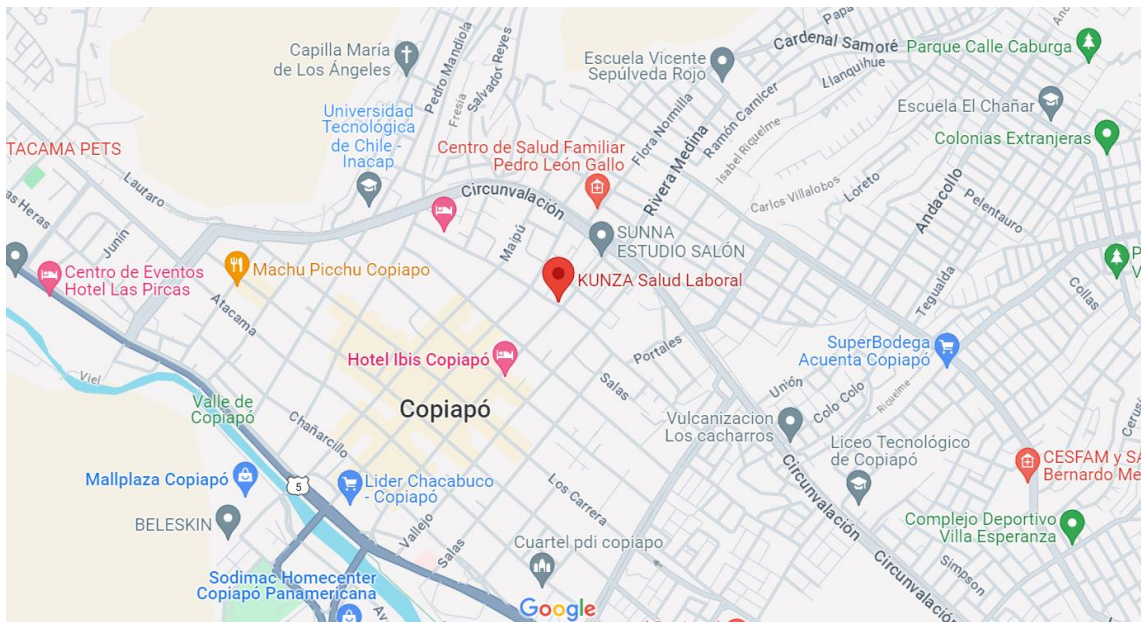 Capilla María
de Los Ángeles
Pedro Mandiola
Fresia
Salvador Reyes
Escuela Vicente
Sepúlveda Rojo
Papa
Cardenal Samoré
Parque Calle Caburga
Llanquihue
Escuela El Chañar
Colonias Extranjeras
Universidad
Tecnológica
de Chile -
Inacap
Flora Normilla
Ramón Carnicer
Isabel Riquelme
TACAMA PETS
Centro de Salud Familiar
Pedro León Gallo
Rivera Medina
Carlos Villalobos
Loreto
Andacollo
Pelentauro
Lautaro
Circunvalación
as Heras
Junín
Maipú
SUNNA
ESTUDIO SALÓN
Machu Picchu Copiapo
Centro de Eventos
Hotel Las Pircas
KUNZA Salud Laboral
P
V
Tegualda
Collas
Atacama
SuperBodega
Acuenta Copiapó
Hotel Ibis Copiapó
Portales
Viel
Salas
Unión
Colo Colo
Riquelme
Valle de
Copiapó
Copiapó
Chañarcillo
Vulcanizacion
Los cacharros
Cerus
Liceo Tecnológico
de Copiapó
CESFAM y SA
Bernardo Me
Mallplaza Copiapó
5
Lider Chacabuco
- Copiapó
Los Carrera
Circunvalación
BELESKIN
Vallejo
Salas
Complejo Deportivo
Villa Esperanza
Cuartel pdi copiapo
Circunvalación
Simpson
Sodimac Homecenter
Copiapó Panamericana
Av
Google